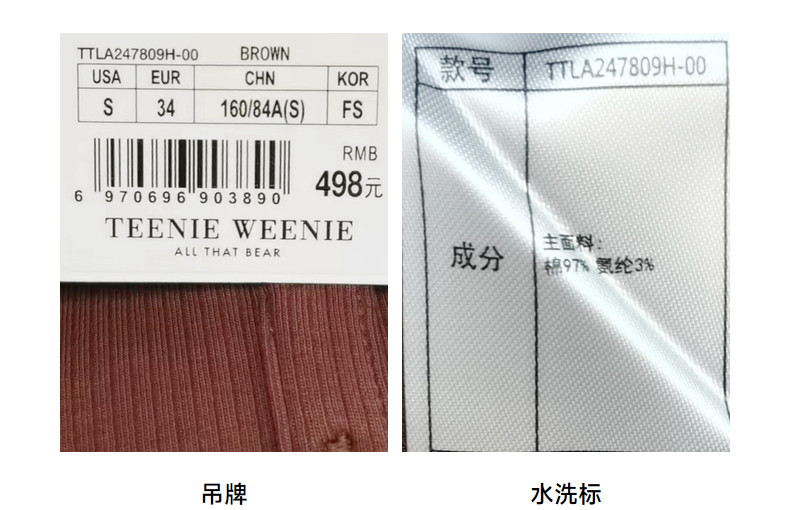 TTLA247809H-00 BROWN
USA EUR CHN KOR
S 34 160/84A(S) FS
RMB
498元
6 970696 903890
TEENIE WEENIE
ALL THAT BEAR
款号 TTLA247809H-00
成分
主面料:
棉97% 氨纶3%
吊牌
水洗标